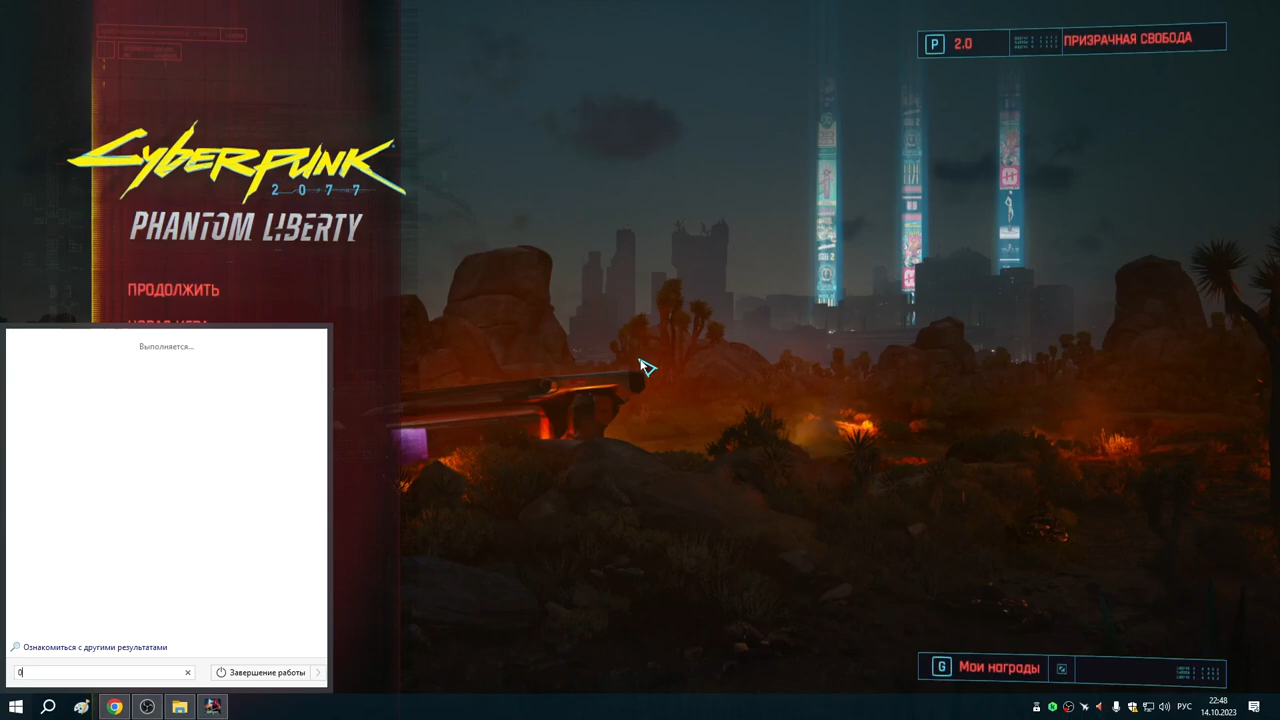 P 2.0 ПРИЗРАЧНАЯ СВОБОДА
CYBERPUNK
2077
PHANTOM LIBERTY
ПРОДОЛЖИТЬ
Выполняется...
Ознакомиться с другими результатами
0
Завершение работы
G Мои награды
РУС
22:48
14.10.2023